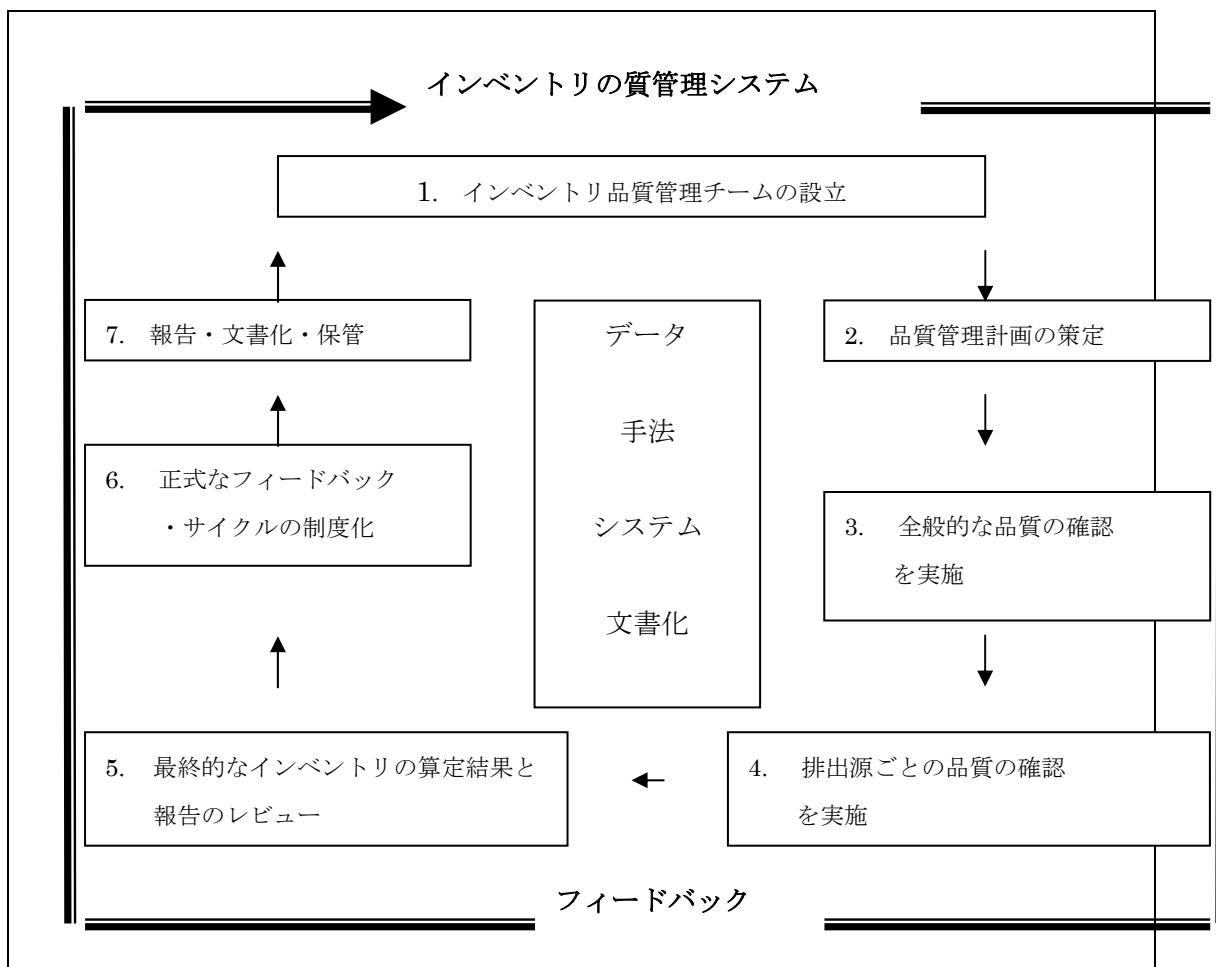 インベントリの質管理システム
1. インベントリ品質管理チームの設立
7. 報告・文書化・保管
データ
手法
システム
文書化
2. 品質管理計画の策定
6. 正式なフィードバック
・サイクルの制度化
3. 全般的な品質の確認
を実施
5. 最終的なインベントリの算定結果と
報告のレビュー
4. 排出源ごとの品質の確認
を実施
フィードバック